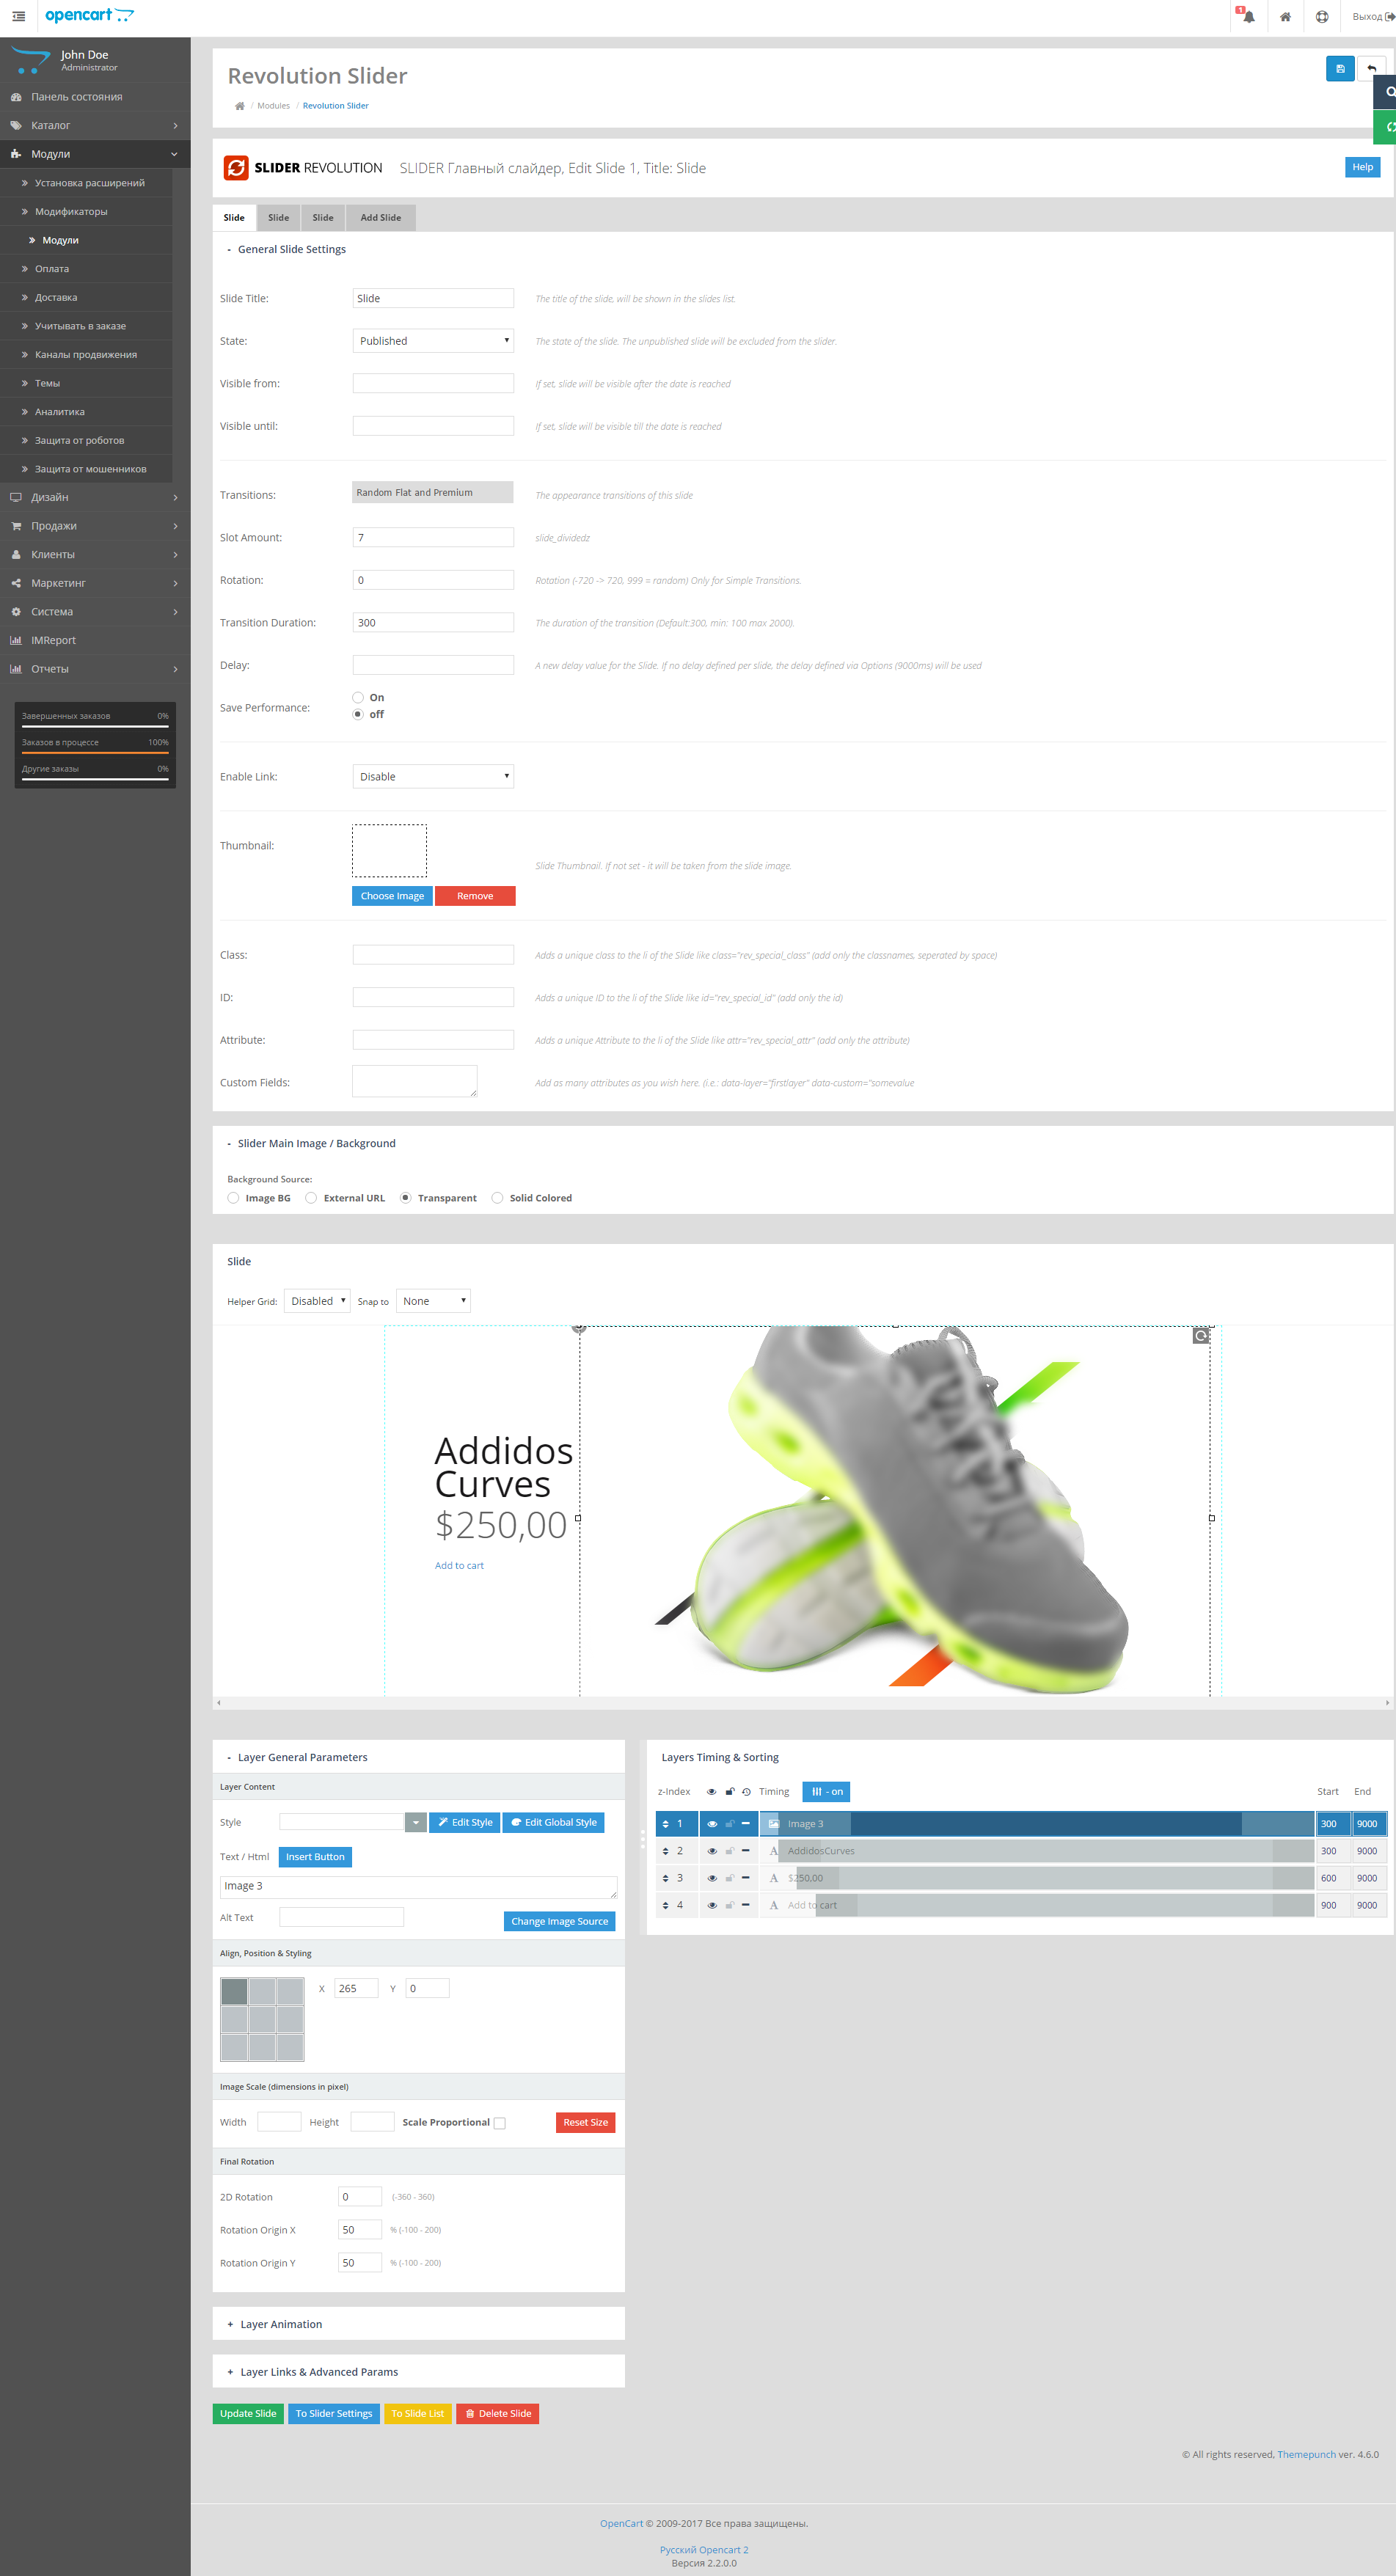 opencart
1
Выход
John Doe
Administrator
Панель состояния
Каталог
Модули
Установка расширений
Модификаторы
Модули
Оплата
Доставка
Учитывать в заказе
Каналы продвижения
Темы
Аналитика
Защита от роботов
Защита от мошенников
Дизайн
Продажи
Клиенты
Маркетинг
Система
IMReport
Отчеты
Завершенных заказов 0%
Заказов в процессе 100%
Другие заказы 0%
Revolution Slider
/ Modules / Revolution Slider
SLIDER REVOLUTION SLIDER Главный слайдер, Edit Slide 1, Title: Slide Help
Slide Slide Slide Add Slide
- General Slide Settings
Slide Title: Slide The title of the slide, will be shown in the slides list.
State: Published The state of the slide. The unpublished slide will be excluded from the slider.
Visible from: If set, slide will be visible after the date is reached
Visible until: If set, slide will be visible till the date is reached
Transitions: Random Flat and Premium The appearance transitions of this slide
Slot Amount: 7 slide_dividedz
Rotation: 0 Rotation (-720 -> 720, 999 = random) Only for Simple Transitions.
Transition Duration: 300 The duration of the transition (Default:300, min: 100 max 2000).
Delay: A new delay value for the Slide. If no delay defined per slide, the delay defined via Options (9000ms) will be used
Save Performance: On
off
Enable Link: Disable
Thumbnail:
Slide Thumbnail. If not set - it will be taken from the slide image.
Choose Image Remove
Class: Adds a unique class to the li of the Slide like class="rev_special_class" (add only the classnames, seperated by space)
ID: Adds a unique ID to the li of the Slide like id="rev_special_id" (add only the id)
Attribute: Adds a unique Attribute to the li of the Slide like attr="rev_special_attr" (add only the attribute)
Custom Fields: Add as many attributes as you wish here. (i.e.: data-layer="firstlayer" data-custom="somevalue
- Slider Main Image / Background
Background Source:
Image BG External URL Transparent Solid Colored
Slide
Helper Grid: Disabled Snap to None
Addidos
Curves
$250,00
Add to cart
- Layer General Parameters
Layer Content
Style Edit Style Edit Global Style
Text / Html Insert Button
Image 3
Alt Text Change Image Source
Align, Position & Styling
X 265 Y 0
Image Scale (dimensions in pixel)
Width Height Scale Proportional Reset Size
Final Rotation
2D Rotation 0 (-360 - 360)
Rotation Origin X 50 % (-100 - 200)
Rotation Origin Y 50 % (-100 - 200)
+ Layer Animation
+ Layer Links & Advanced Params
Layers Timing & Sorting
z-Index Timing - on Start End
1 Image 3 300 9000
2 A AddidosCurves 300 9000
3 A $250,00 600 9000
4 A Add to cart 900 9000
Update Slide To Slider Settings To Slide List Delete Slide
© All rights reserved, Themepunch ver. 4.6.0
OpenCart © 2009-2017 Все права защищены.
Русский Opencart 2
Версия 2.2.0.0